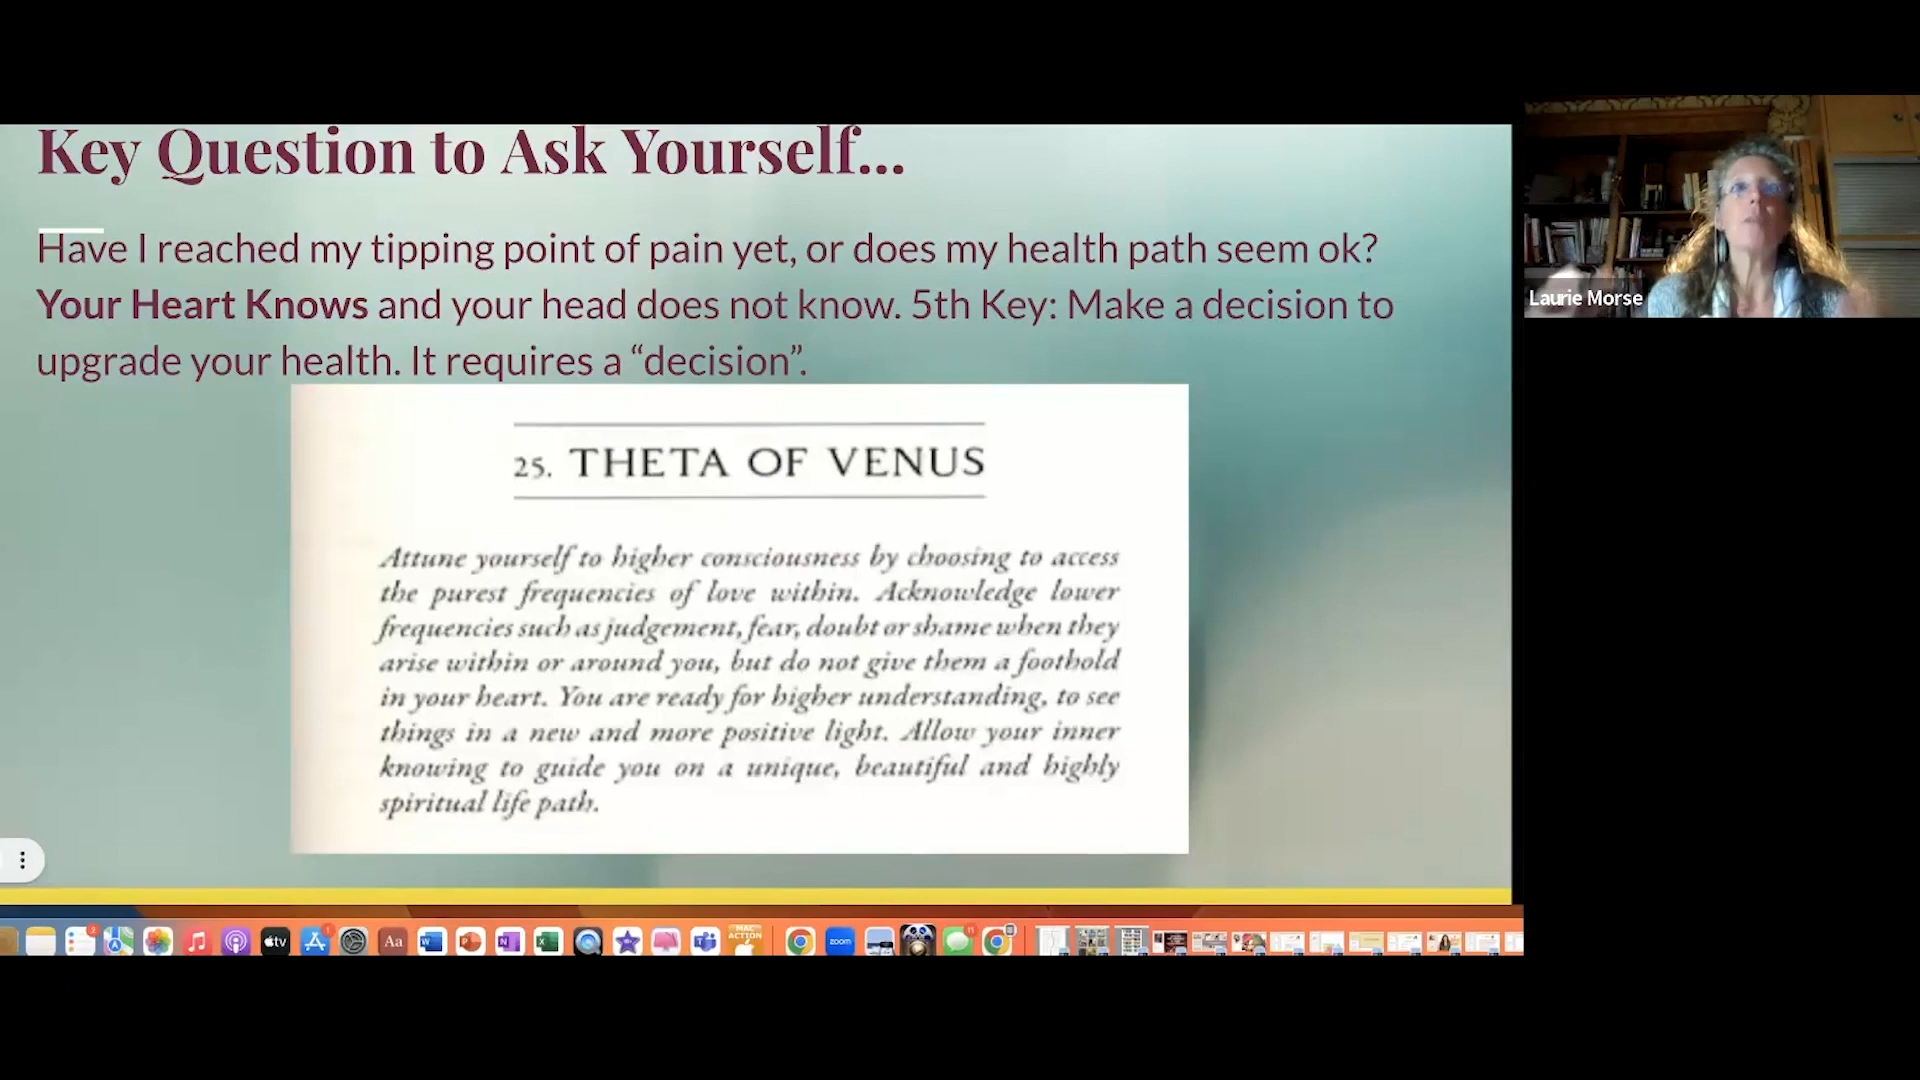 Key Question to Ask Yourself...
Have I reached my tipping point of pain yet, or does my health path seem ok?
Your Heart Knows and your head does not know. 5th Key: Make a decision to
upgrade your health. It requires a “decision”.
25. THETA OF VENUS
Attune yourself to higher consciousness by choosing to access
the purest frequencies of love within. Acknowledge lower
frequencies such as judgement, fear, doubt or shame when they
arise within or around you, but do not give them a foothold
in your heart. You are ready for higher understanding, to see
things in a new and more positive light. Allow your inner
knowing to guide you on a unique, beautiful and highly
spiritual life path.
Laurie Morse
tv
Aa
MAC
ACTION
zoom
11